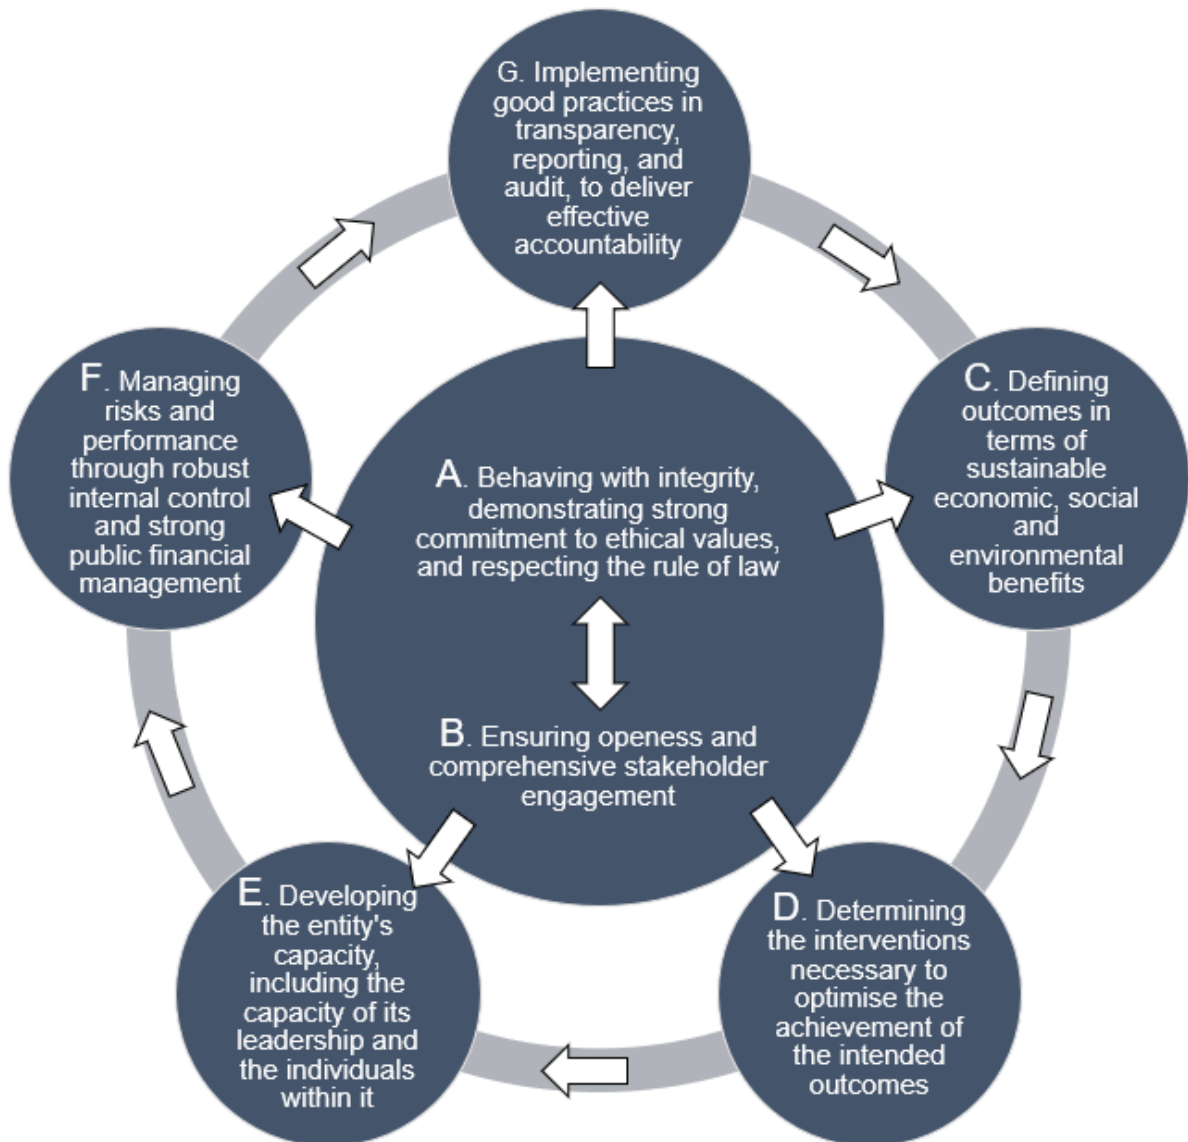 G. Implementing
good practices in
transparency,
reporting, and
audit, to deliver
effective
accountability
F. Managing
risks and
performance
through robust
internal control
and strong
public financial
management
A. Behaving with integrity,
demonstrating strong
commitment to ethical values,
and respecting the rule of law
C. Defining
outcomes in
terms of
sustainable
economic, social
and
environmental
benefits
B. Ensuring openess and
comprehensive stakeholder
engagement
E. Developing
the entity's
capacity,
including the
capacity of its
leadership and
the individuals
within it
D. Determining
the interventions
necessary to
optimise the
achievement of
the intended
outcomes